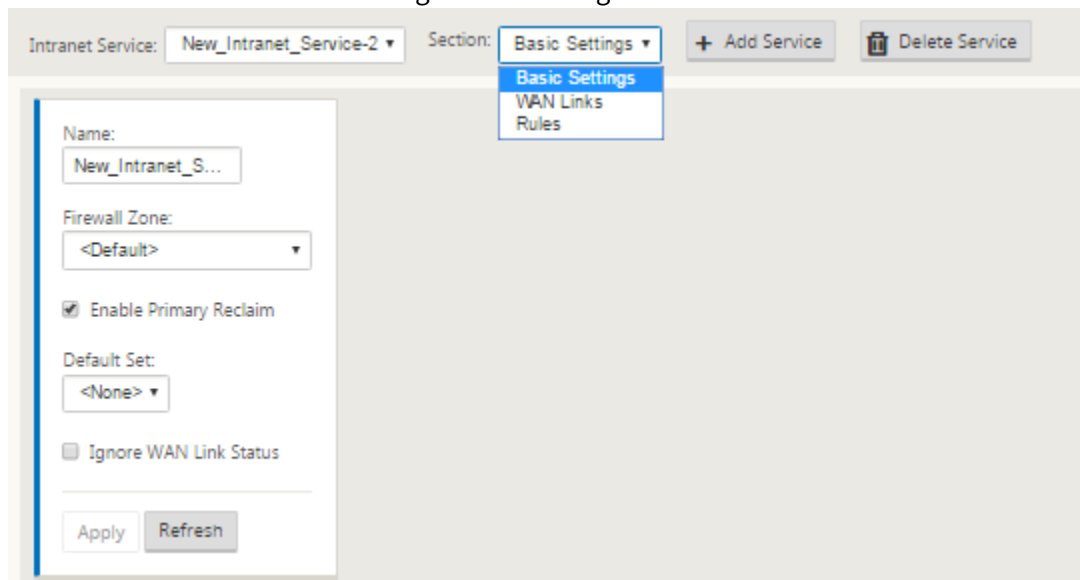 Intranet Service: New_Intranet_Service-2 ▾ Section: Basic Settings ▾ + Add Service Delete Service
Basic Settings
WAN Links
Rules
Name:
New_Intranet_S...
Firewall Zone:
<Default> ▾
Enable Primary Reclaim
Default Set:
<None> ▾
Ignore WAN Link Status
Apply Refresh